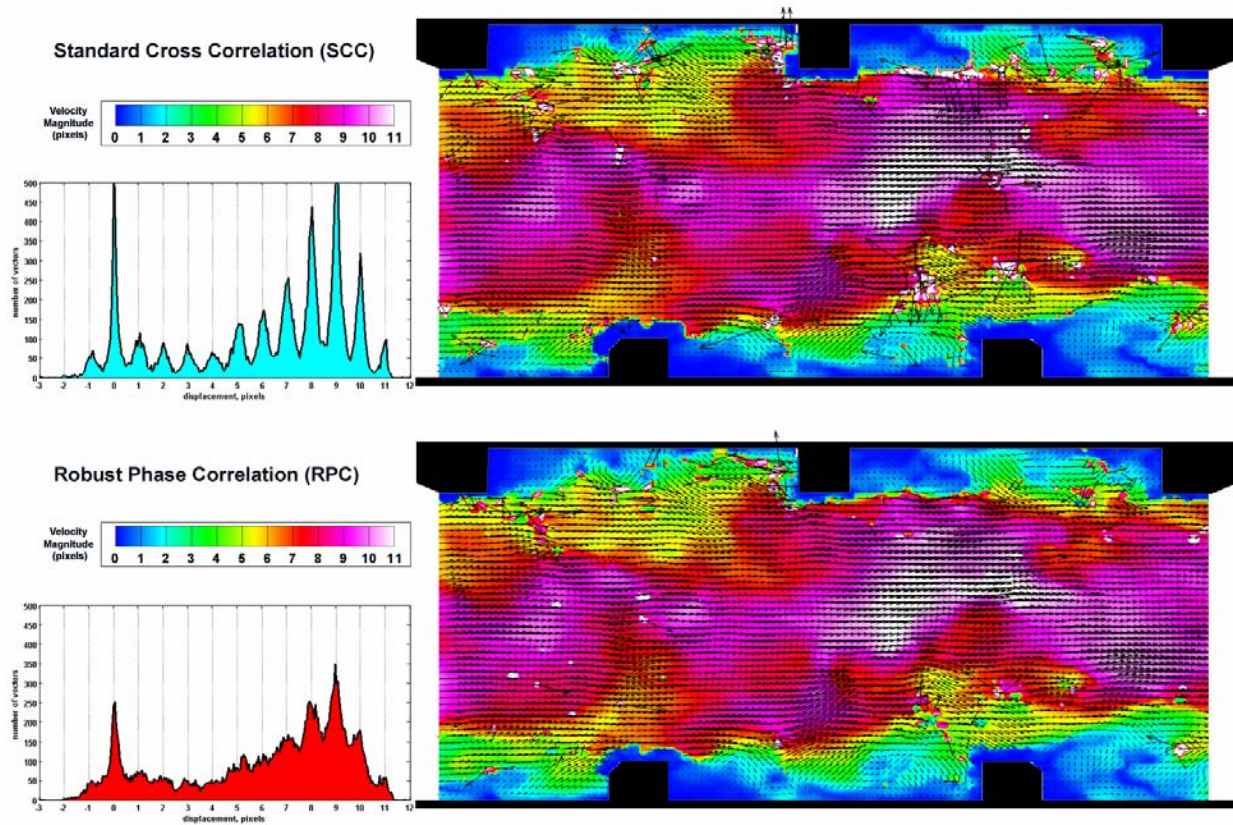 Standard Cross Correlation (SCC)
Velocity
Magnitude
(pixels)
0 1 2 3 4 5 6 7 8 9 10 11
500
450
400
350
300
250
200
150
100
50
0
number of vectors
-3 -2 -1 0 1 2 3 4 5 6 7 8 9 10 11 12
displacement, pixels
Robust Phase Correlation (RPC)
Velocity
Magnitude
(pixels)
0 1 2 3 4 5 6 7 8 9 10 11
500
450
400
350
300
250
200
150
100
50
0
number of vectors
-3 -2 -1 0 1 2 3 4 5 6 7 8 9 10 11 12
displacement, pixels